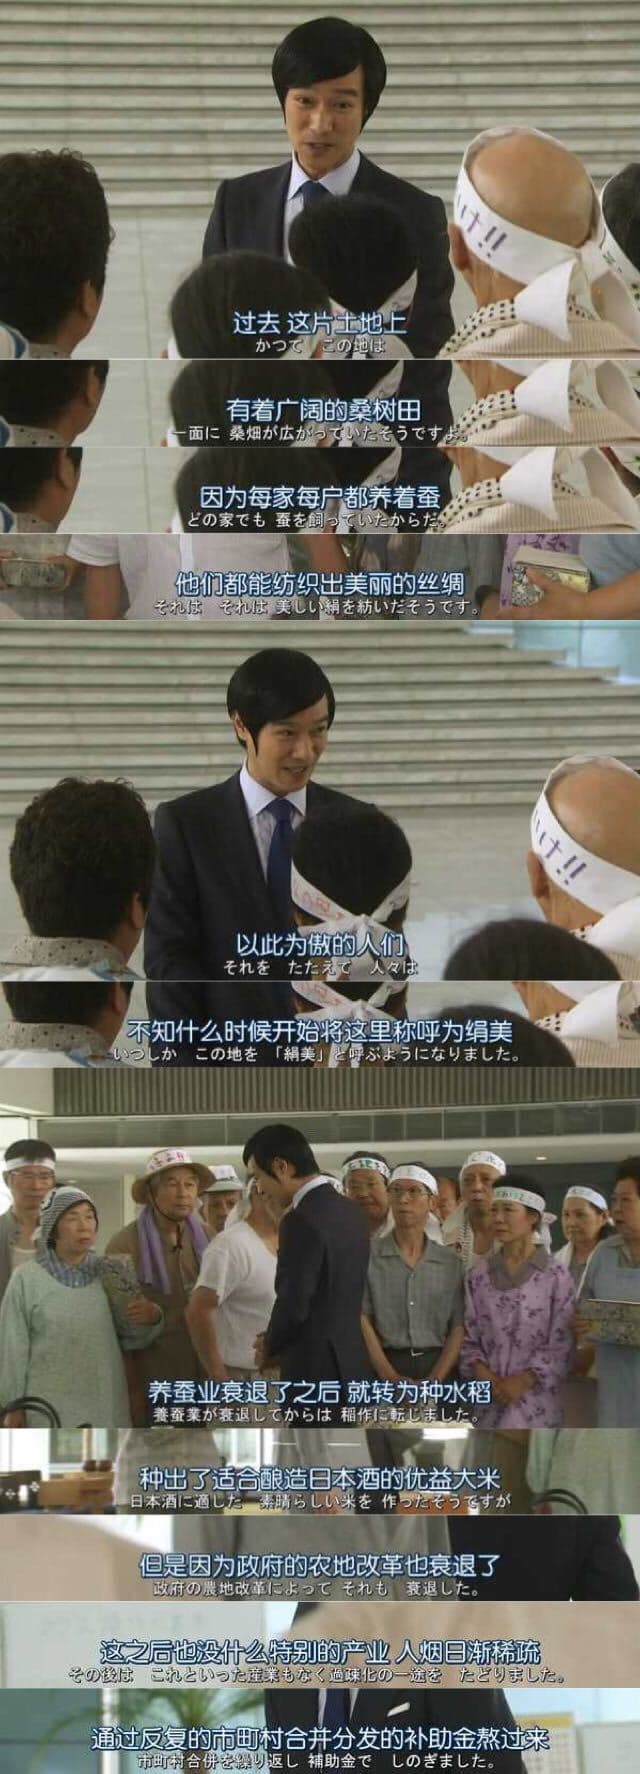 いけ!!
过去 这片土地上
かつて この地は
有着广阔的桑树田
一面に 桑畑が広がっていたそうですよ。
因为每家每户都养着蚕
どの家でも 蚕を飼っていたからだ。
他们都能纺织出美丽的丝绸
それは それは 美しい絹を紡いだそうです。
以此为傲的人们
それを たたえて 人々は
不知什么时候开始将这里称呼为绢美
いつしか この地を 「絹美」と呼ぶようになりました。
养蚕业衰退了之后 就转为种水稻
養蚕業が衰退してからは 稲作に転じました。
种出了适合酿造日本酒的优益大米
日本酒に適した 素晴らしい米を 作ったそうですが
但是因为政府的农地改革也衰退了
政府の農地改革によって それも 衰退した。
这之后也没什么特别的产业 人烟日渐稀疏
その後は これといった産業もなく過疎化の一途を たどりました。
通过反复的市町村合并分发的补助金熬过来
市町村合併を繰り返し 補助金で しのぎました。